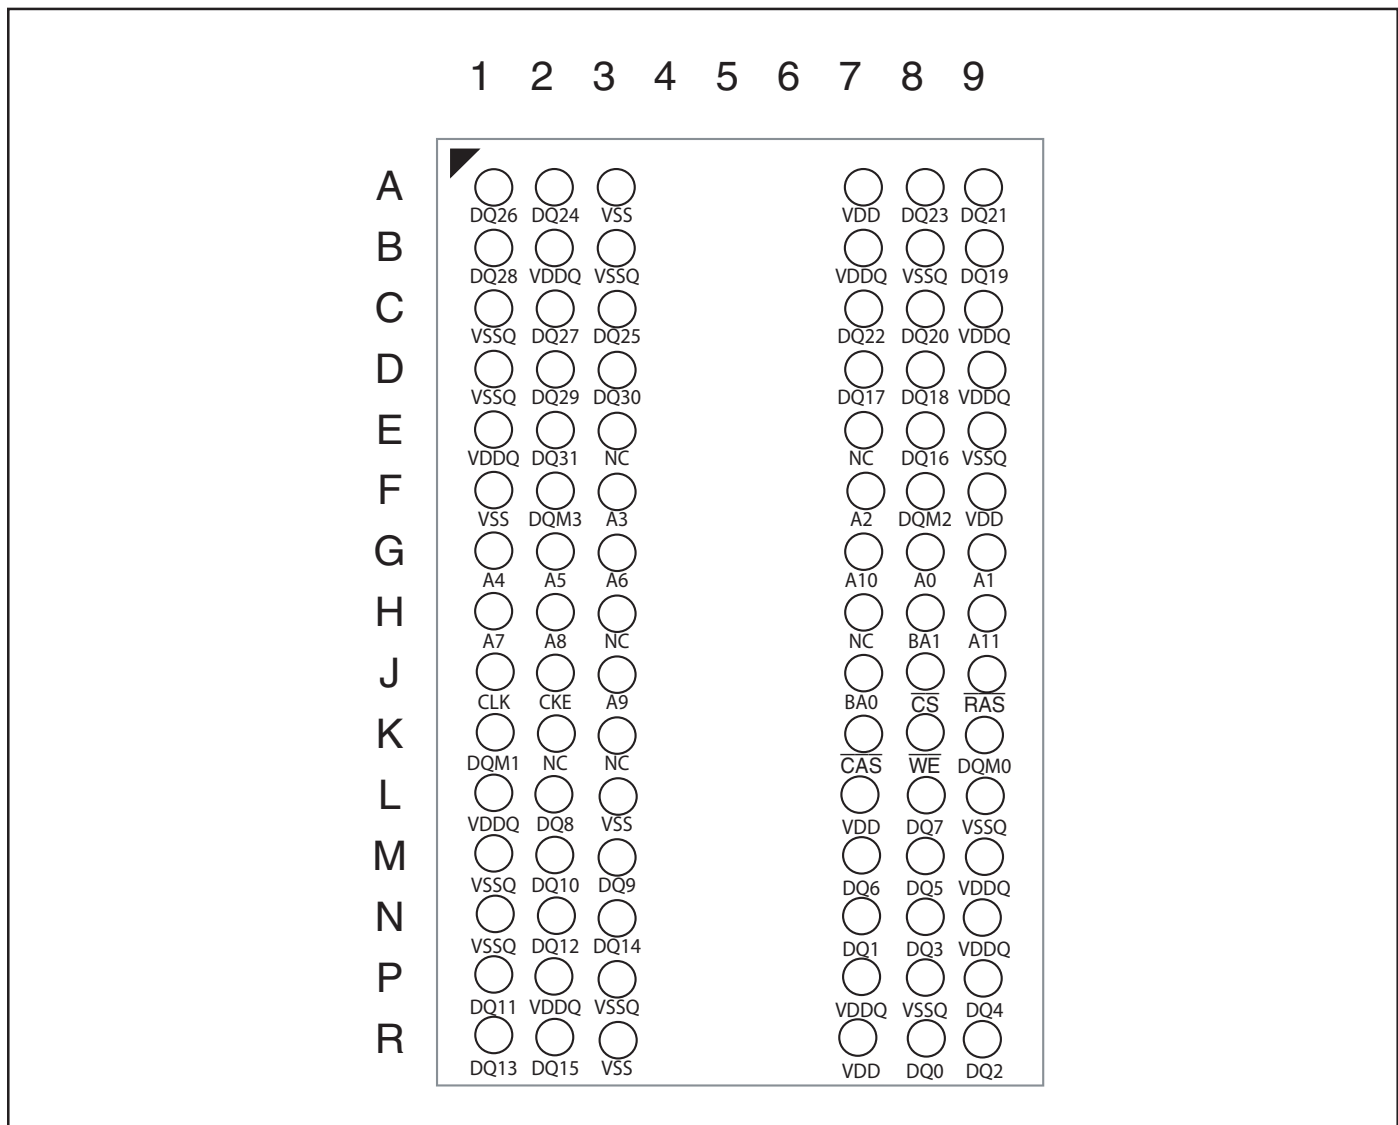 1 2 3 4 5 6 7 8 9
A
DQ26 DQ24 VSS VDD DQ23 DQ21
B
DQ28 VDDQ VSSQ VDDQ VSSQ DQ19
C
VSSQ DQ27 DQ25 DQ22 DQ20 VDDQ
D
VSSQ DQ29 DQ30 DQ17 DQ18 VDDQ
E
VDDQ DQ31 NC NC DQ16 VSSQ
F
VSS DQM3 A3 A2 DQM2 VDD
G
A4 A5 A6 A10 A0 A1
H
A7 A8 NC NC BA1 A11
J
CLK CKE A9 BA0 C̅S̅ R̅A̅S̅
K
DQM1 NC NC C̅A̅S̅ W̅E̅ DQM0
L
VDDQ DQ8 VSS VDD DQ7 VSSQ
M
VSSQ DQ10 DQ9 DQ6 DQ5 VDDQ
N
VSSQ DQ12 DQ14 DQ1 DQ3 VDDQ
P
DQ11 VDDQ VSSQ VDDQ VSSQ DQ4
R
DQ13 DQ15 VSS VDD DQ0 DQ2